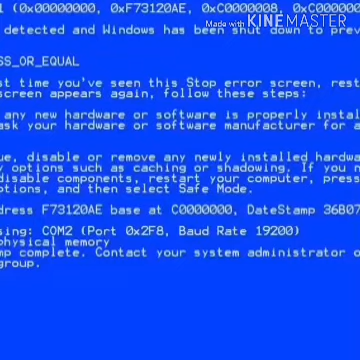 1 (0x00000000, 0xF73120AE, 0xC0000008, 0xC000000
Made with KINEMASTER
detected and Windows has been shut down to prev
SS_OR_EQUAL
st time you've seen this Stop error screen, rest
screen appears again, follow these steps:
any new hardware or software is properly instal
ask your hardware or software manufacturer for a
ue, disable or remove any newly installed hardwa
y options such as caching or shadowing. If you n
disable components, restart your computer, press
options, and then select Safe Mode.
dress F73120AE base at C0000000, DateStamp 36B07
sing: COM2 (Port 0x2F8, Baud Rate 19200)
physical memory
mp complete. Contact your system administrator o
group.